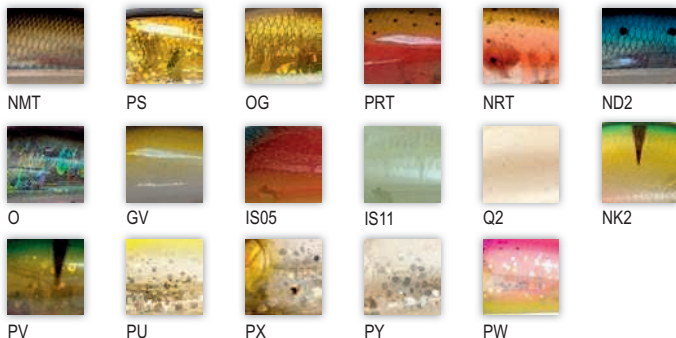 NMT PS OG PRT NRT ND2
O GV IS05 IS11 Q2 NK2
PV PU PX PY PW